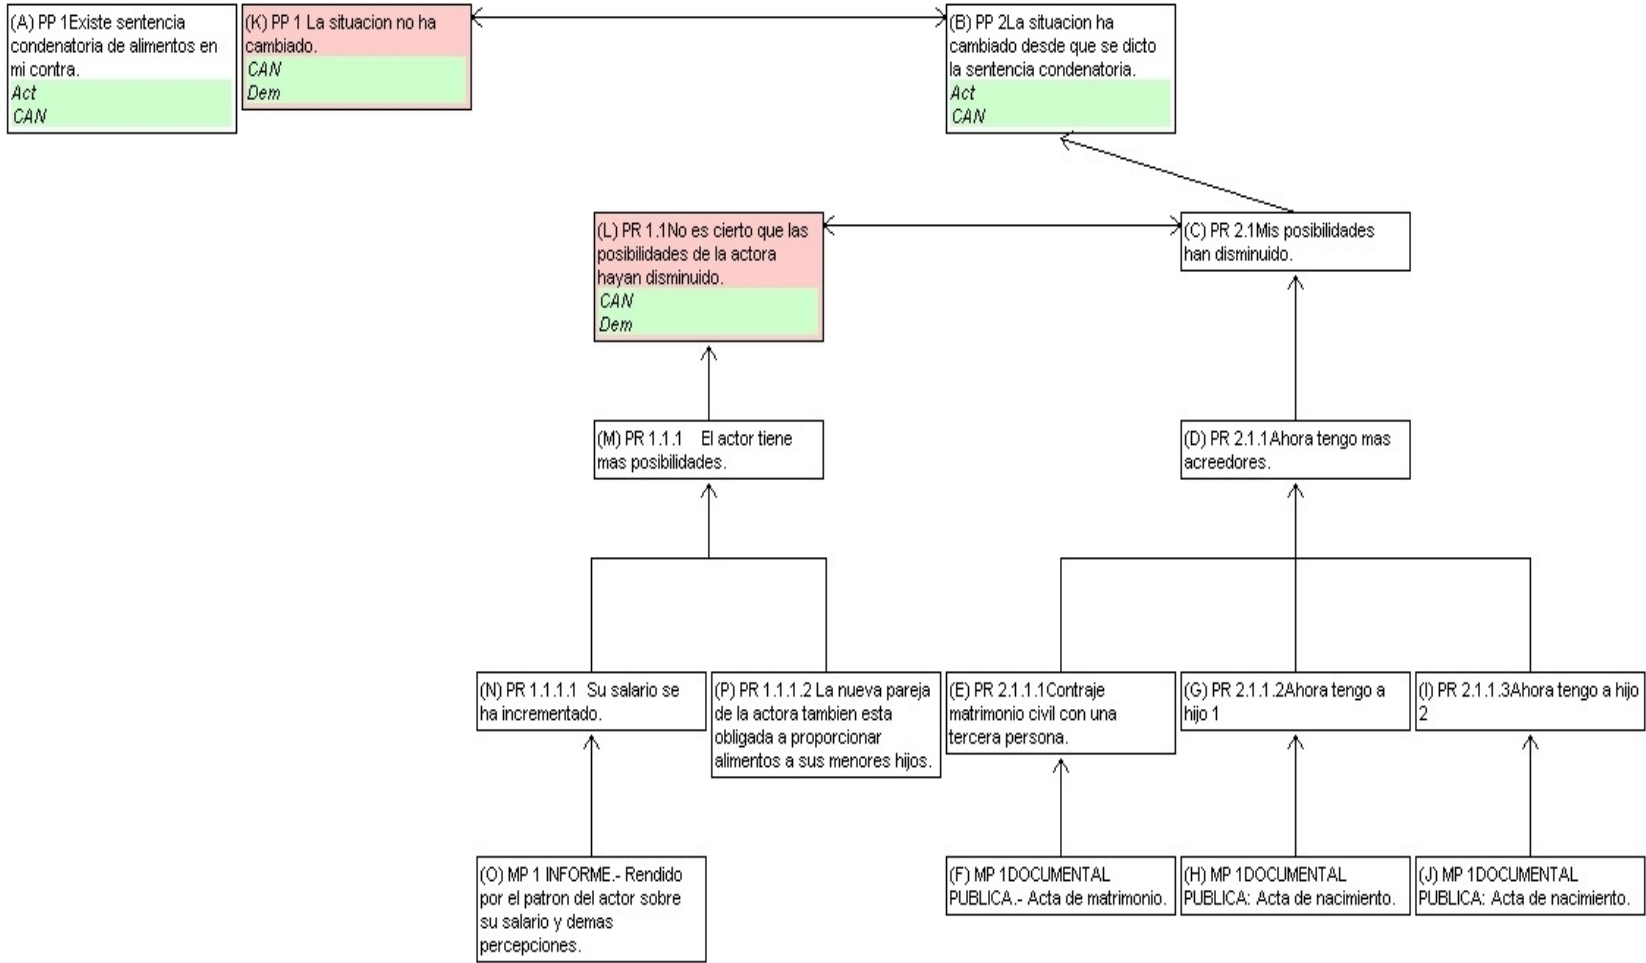 (A) PP 1Existe sentencia
condenatoria de alimentos en
mi contra.
Act
CAN
(K) PP 1 La situacion no ha
cambiado.
CAN
Dem
(B) PP 2La situacion ha
cambiado desde que se dicto
la sentencia condenatoria.
Act
CAN
(L) PR 1.1No es cierto que las
posibilidades de la actora
hayan disminuido.
CAN
Dem
(C) PR 2.1Mis posibilidades
han disminuido.
(M) PR 1.1.1 El actor tiene
mas posibilidades.
(D) PR 2.1.1Ahora tengo mas
acreedores.
(N) PR 1.1.1.1 Su salario se
ha incrementado.
(P) PR 1.1.1.2 La nueva pareja
de la actora tambien esta
obligada a proporcionar
alimentos a sus menores hijos.
(E) PR 2.1.1.1Contraje
matrimonio civil con una
tercera persona.
(G) PR 2.1.1.2Ahora tengo a
hijo 1
(I) PR 2.1.1.3Ahora tengo a hijo
2
(O) MP 1 INFORME.- Rendido
por el patron del actor sobre
su salario y demas
percepciones.
(F) MP 1DOCUMENTAL
PUBLICA.- Acta de matrimonio.
(H) MP 1DOCUMENTAL
PUBLICA: Acta de nacimiento.
(J) MP 1DOCUMENTAL
PUBLICA: Acta de nacimiento.